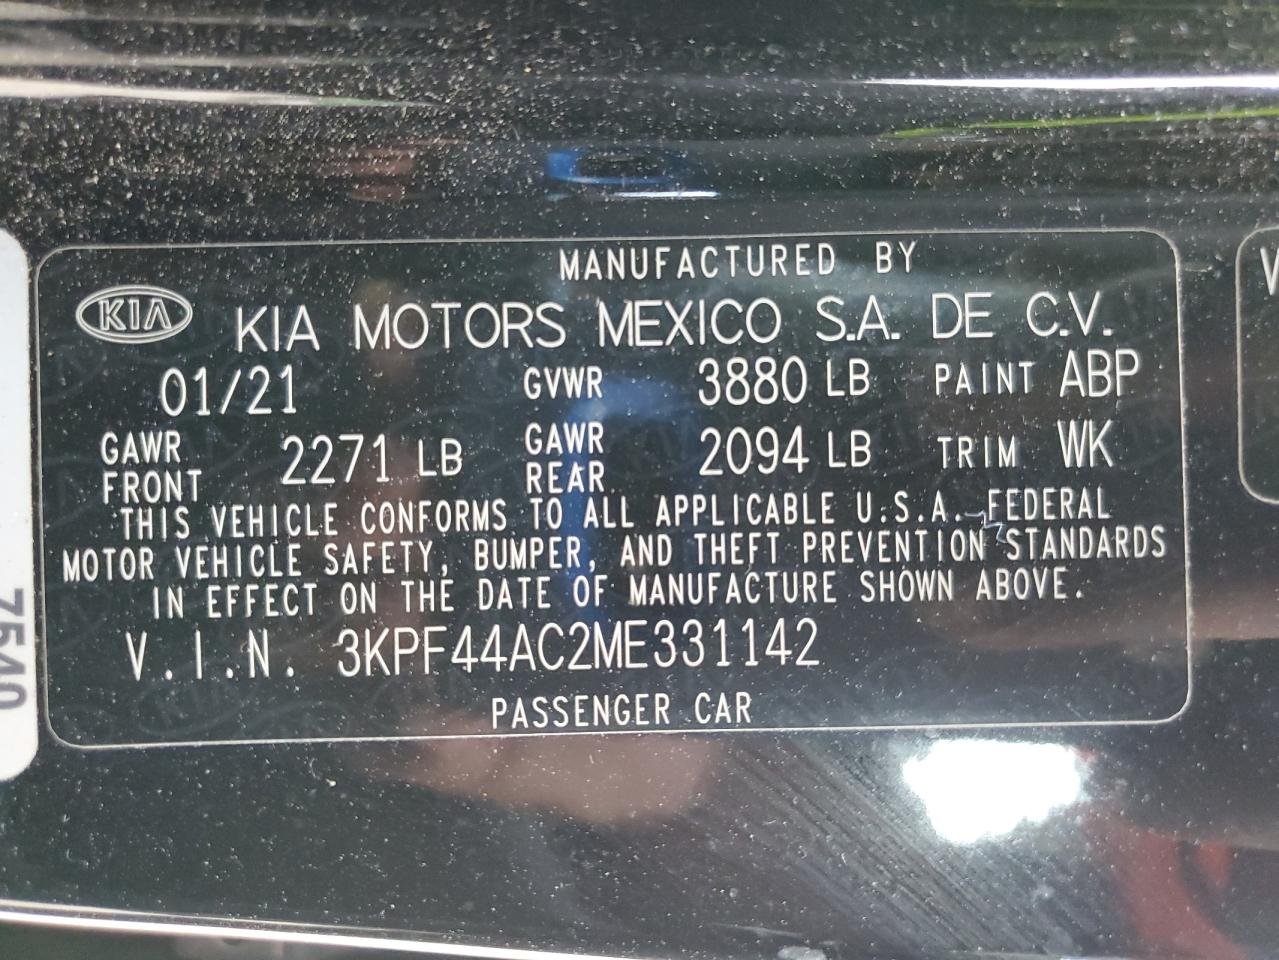 MANUFACTURED BY
KIA KIA MOTORS MEXICO S.A. DE C.V.
01/21 GVWR 3880 LB PAINT ABP
GAWR FRONT 2271 LB GAWR REAR 2094 LB TRIM WK
THIS VEHICLE CONFORMS TO ALL APPLICABLE U.S.A. FEDERAL
MOTOR VEHICLE SAFETY, BUMPER, AND THEFT PREVENTION STANDARDS
IN EFFECT ON THE DATE OF MANUFACTURE SHOWN ABOVE.
V.I.N. 3KPF44AC2ME331142
PASSENGER CAR